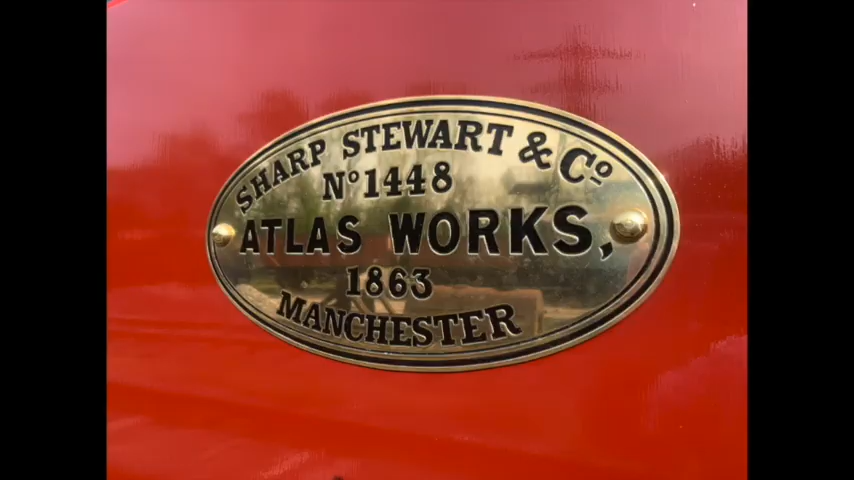 SHARP STEWART & Cº
Nº 1448
ATLAS WORKS,
1863
MANCHESTER